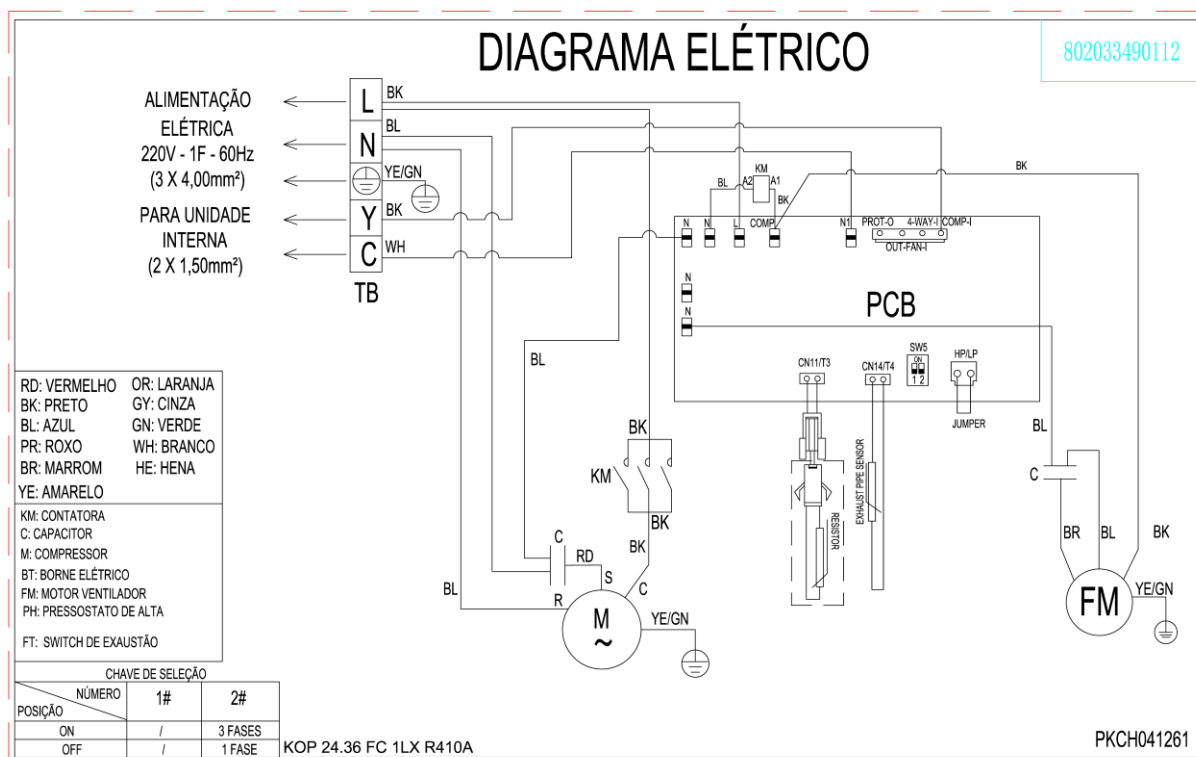 DIAGRAMA ELÉTRICO
802033490112
ALIMENTAÇÃO
ELÉTRICA
220V - 1F - 60Hz
(3 X 4,00mm²)
PARA UNIDADE
INTERNA
(2 X 1,50mm²)
L
N
Y
C
TB
BK
BL
YE/GN
BK
WH
BK
KM
BL
A2
A1
BK
N
N
L
COMP
N1
PROT-O
4-WAY-I
COMP-I
OUT-FAN-I
N
N
PCB
CN11/T3
CN14/T4
SW5
ON
1 2
HP/LP
JUMPER
RESISTOR
EXHAUST PIPE SENSOR
BL
BK
KM
BK
BK
C
RD
S
C
R
BL
M
~
YE/GN
BL
C
BR
BL
BK
FM
YE/GN
RD: VERMELHO OR: LARANJA
BK: PRETO GY: CINZA
BL: AZUL GN: VERDE
PR: ROXO WH: BRANCO
BR: MARROM HE: HENA
YE: AMARELO
KM: CONTATORA
C: CAPACITOR
M: COMPRESSOR
BT: BORNE ELÉTRICO
FM: MOTOR VENTILADOR
PH: PRESSOSTATO DE ALTA
FT: SWITCH DE EXAUSTÃO
CHAVE DE SELEÇÃO
NÚMERO 1# 2#
POSIÇÃO
ON / 3 FASES
OFF / 1 FASE
KOP 24.36 FC 1LX R410A
PKCH041261